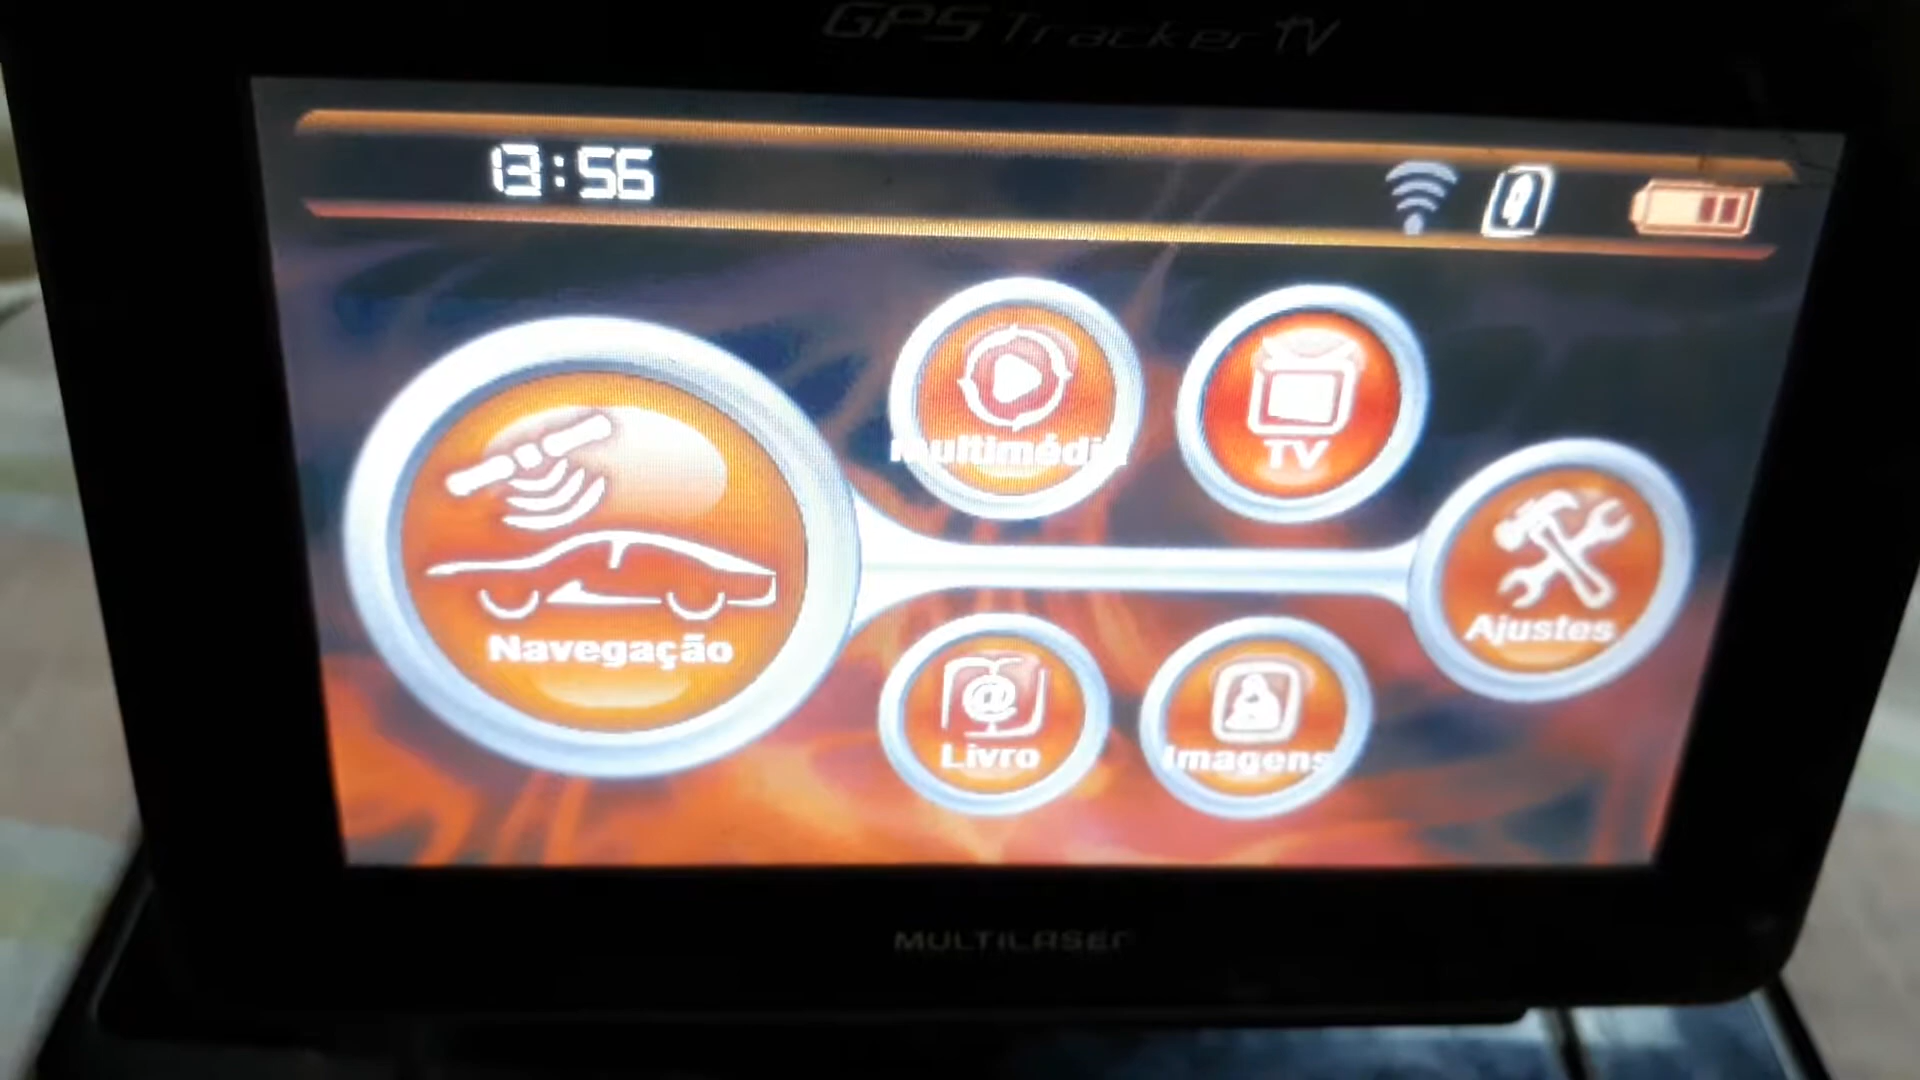 GPS Tracker TV
13:56
Multimédia
TV
Navegação
Ajustes
Livro
Imagens
MULTILASER